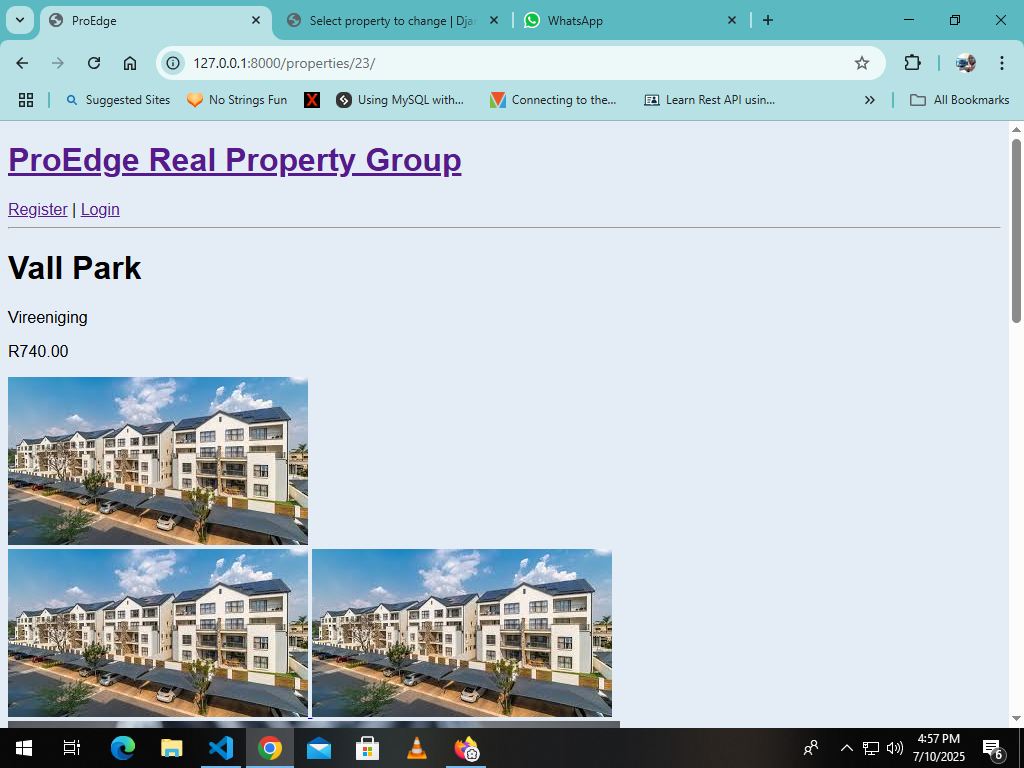 ProEdge
Select property to change | Dja
WhatsApp
127.0.0.1:8000/properties/23/
Suggested Sites
No Strings Fun
X
Using MySQL with...
Connecting to the...
Learn Rest API usin...
All Bookmarks
ProEdge Real Property Group
Register | Login
Vall Park
Vireeniging
R740.00
4:57 PM
7/10/2025
6